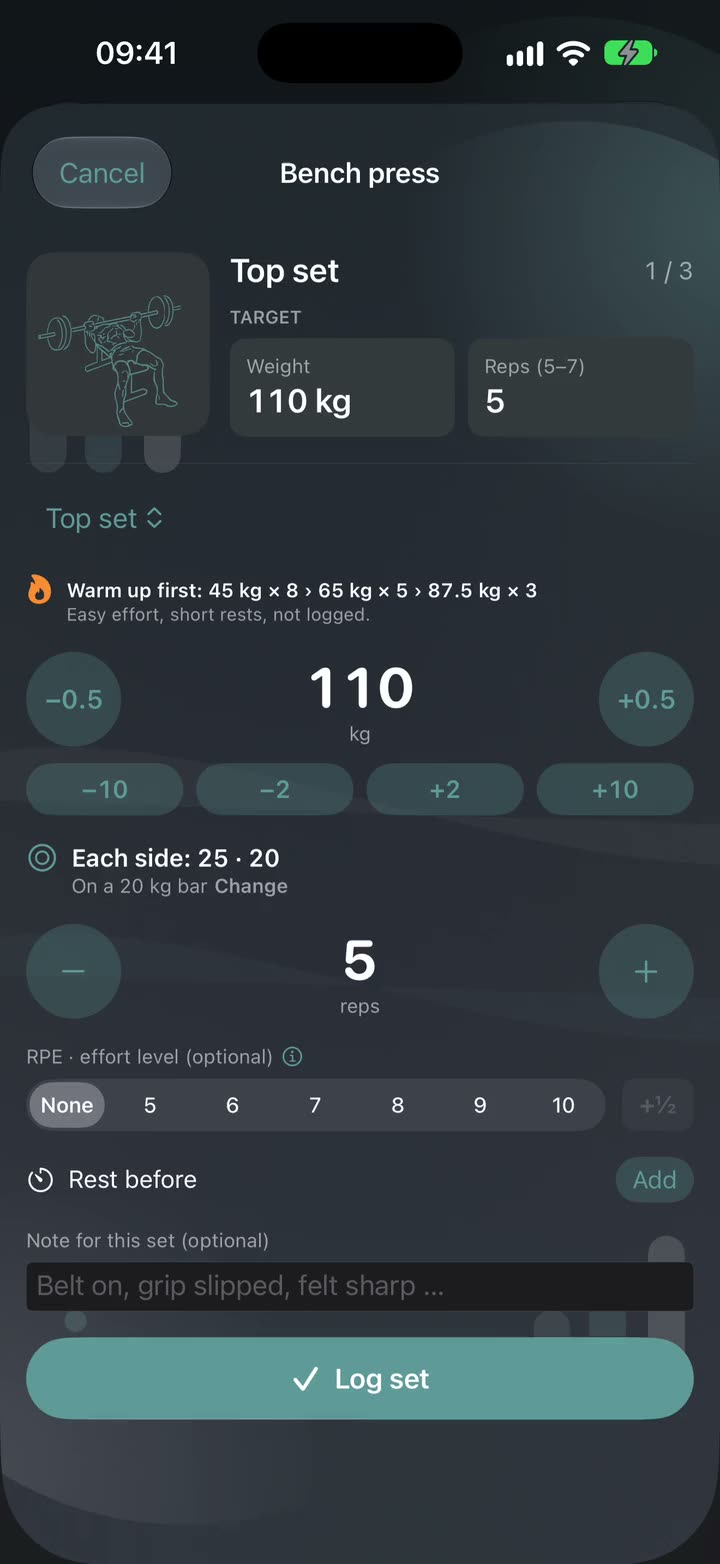 09:41
Cancel
Bench press
Top set
1 / 3
TARGET
Weight
110 kg
Reps (5–7)
5
Top set
Warm up first: 45 kg × 8 › 65 kg × 5 › 87.5 kg × 3
Easy effort, short rests, not logged.
−0.5
110
+0.5
kg
−10
−2
+2
+10
Each side: 25 · 20
On a 20 kg bar Change
−
5
+
reps
RPE · effort level (optional)
None
5
6
7
8
9
10
+½
Rest before
Add
Note for this set (optional)
Belt on, grip slipped, felt sharp ...
Log set